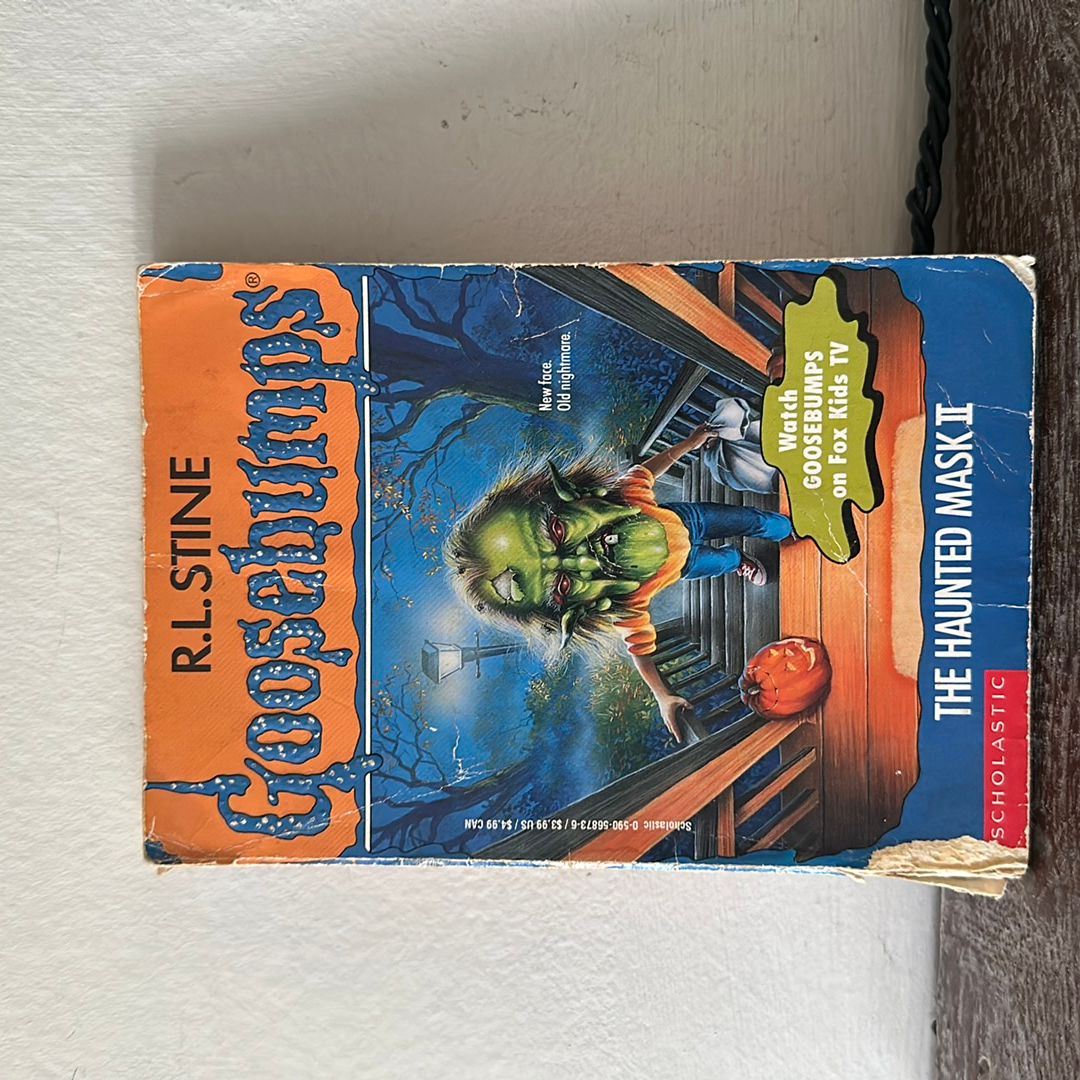 R.L. STINE
Goosebumps®
New face.
Old nightmare.
Watch
GOOSEBUMPS
on Fox Kids TV
Scholastic 0-590-56873-6 / $3.99 US / $4.99 CAN
THE HAUNTED MASK II
SCHOLASTIC